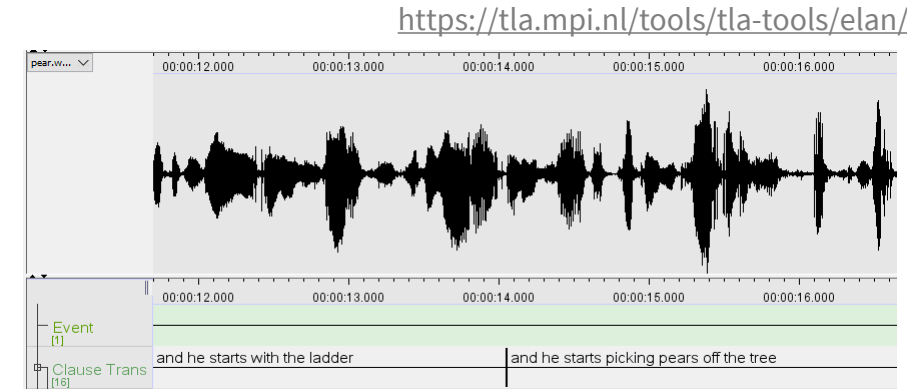 https://tla.mpi.nl/tools/tla-tools/elan/
pear.w...
00:00:12.000 00:00:13.000 00:00:14.000 00:00:15.000 00:00:16.000
00:00:12.000 00:00:13.000 00:00:14.000 00:00:15.000 00:00:16.000
Event
[1]
and he starts with the ladder and he starts picking pears off the tree
Clause Trans
[16]